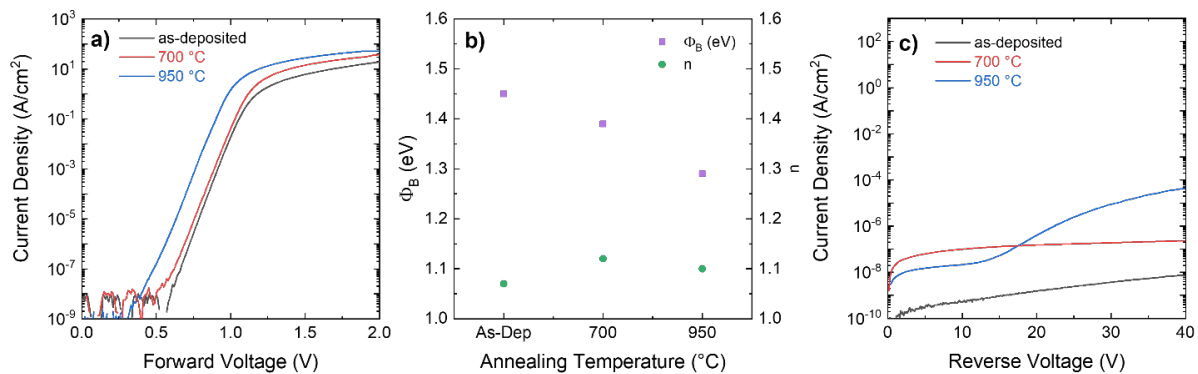 a)
as-deposited
700 °C
950 °C
Current Density (A/cm²)
10³
10¹
10⁻¹
10⁻³
10⁻⁵
10⁻⁷
10⁻⁹
0.0 0.5 1.0 1.5 2.0
Forward Voltage (V)
b)
Φ_B (eV)
n
Φ_B (eV)
1.6
1.5
1.4
1.3
1.2
1.1
1.0
n
1.6
1.5
1.4
1.3
1.2
1.1
1.0
As-Dep 700 950
Annealing Temperature (°C)
c)
as-deposited
700 °C
950 °C
Current Density (A/cm²)
10²
10⁰
10⁻²
10⁻⁴
10⁻⁶
10⁻⁸
10⁻¹⁰
0 10 20 30 40
Reverse Voltage (V)